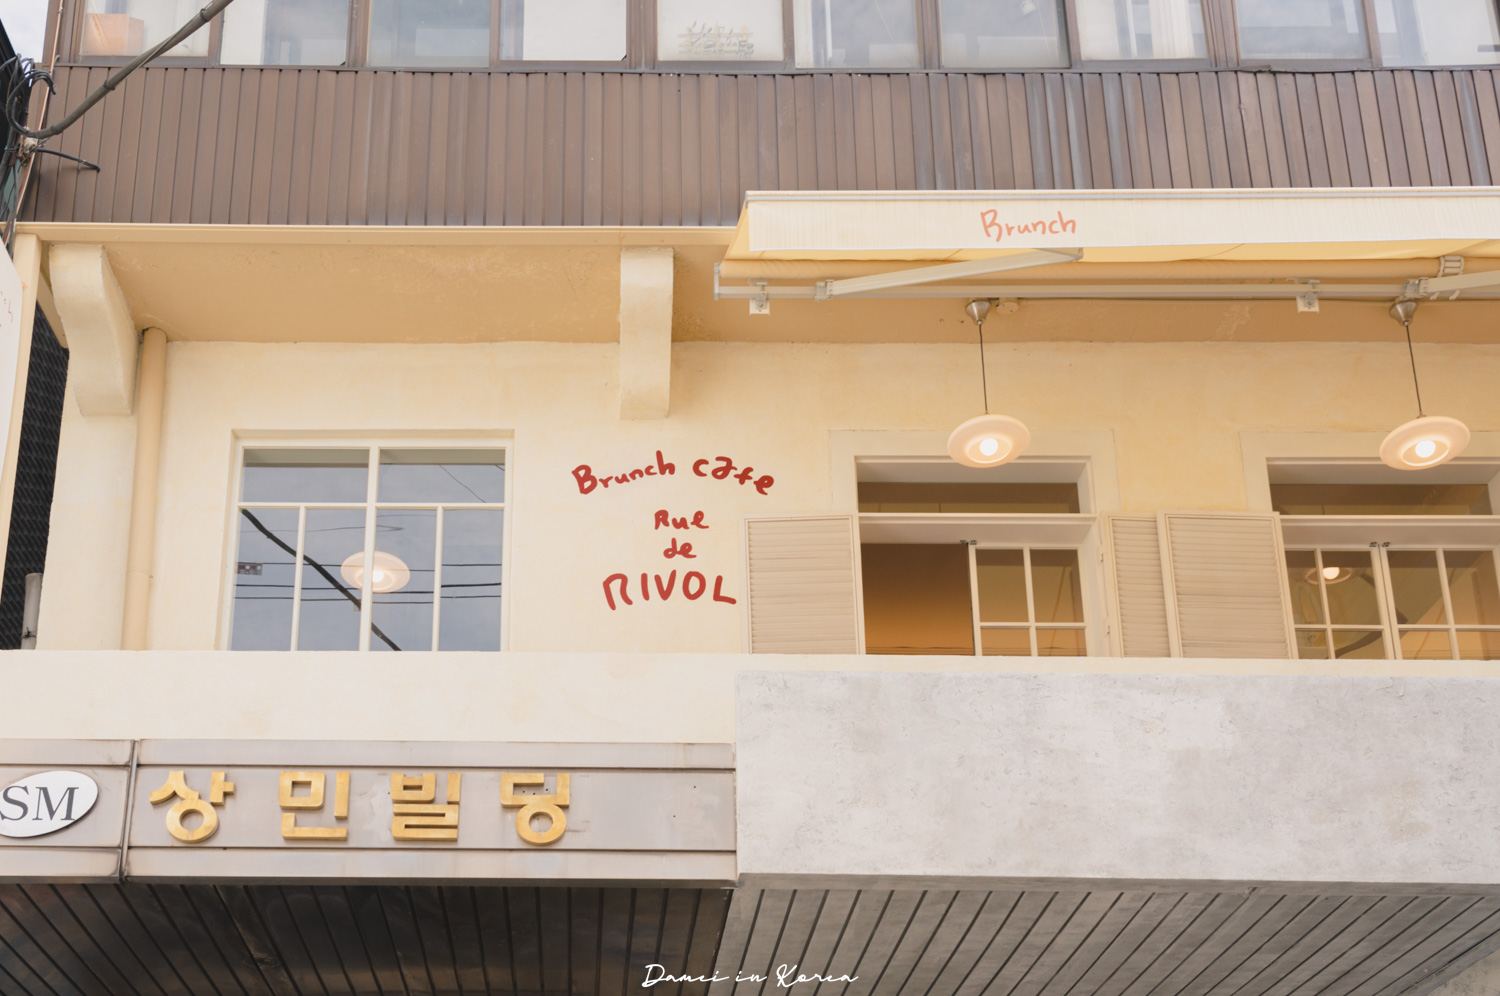 Brunch
Brunch cafe
Rue
de
RIVOL
SM
상민빌딩
Damei in Korea